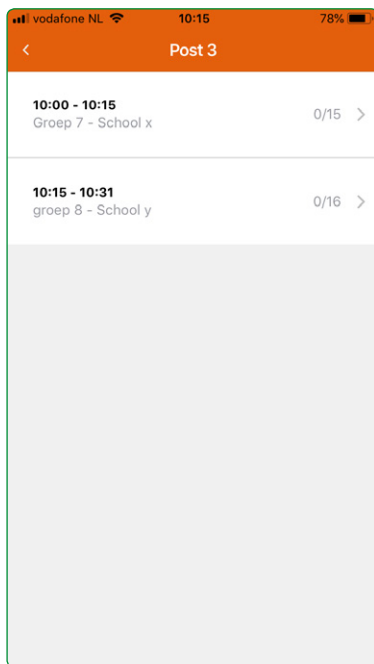 vodafone NL 10:15 78%
Post 3
10:00 - 10:15
Groep 7 - School x
0/15
10:15 - 10:31
groep 8 - School y
0/16